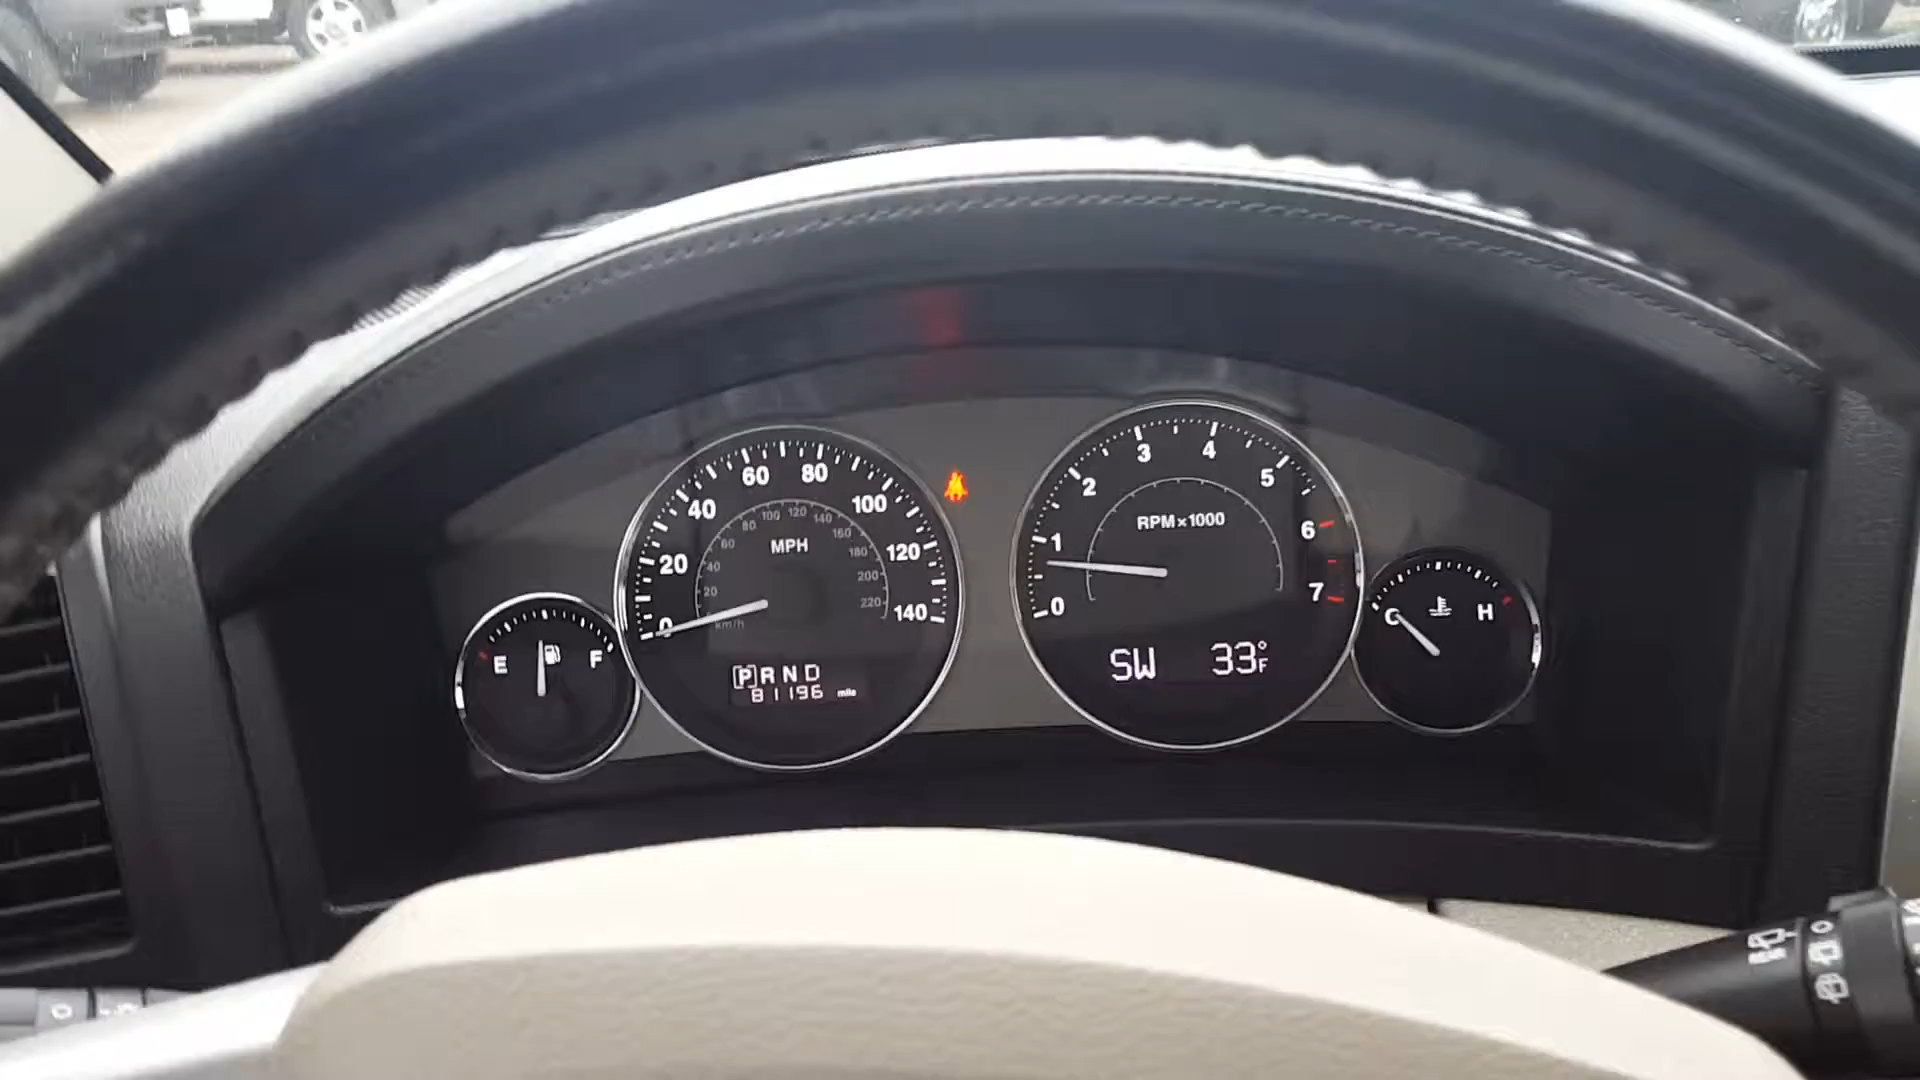 60 80
40 100
20 120
0 140
80 100 120 140
60 160
40 180
20 200
km/h 220
MPH
E F
P R N D
81196 mile
3 4
2 5
1 6
0 7
RPM×1000
SW 33°F
C H
REAR